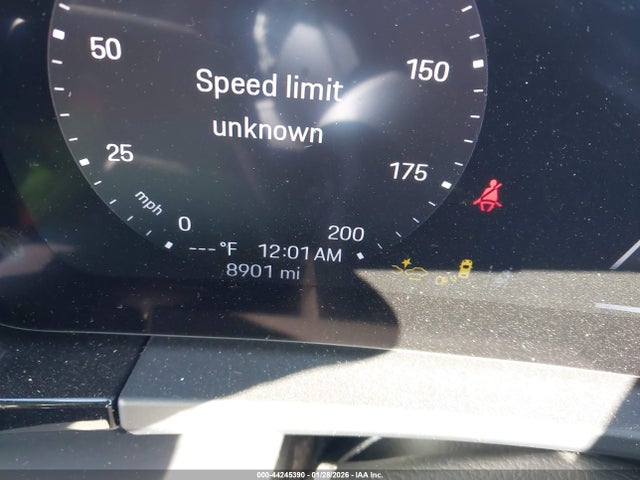 50
150
Speed limit
unknown
25
175
mph
0
200
---°F 12:01 AM
8901 mi
000-44245390 - 01/28/2026 - IAA Inc.